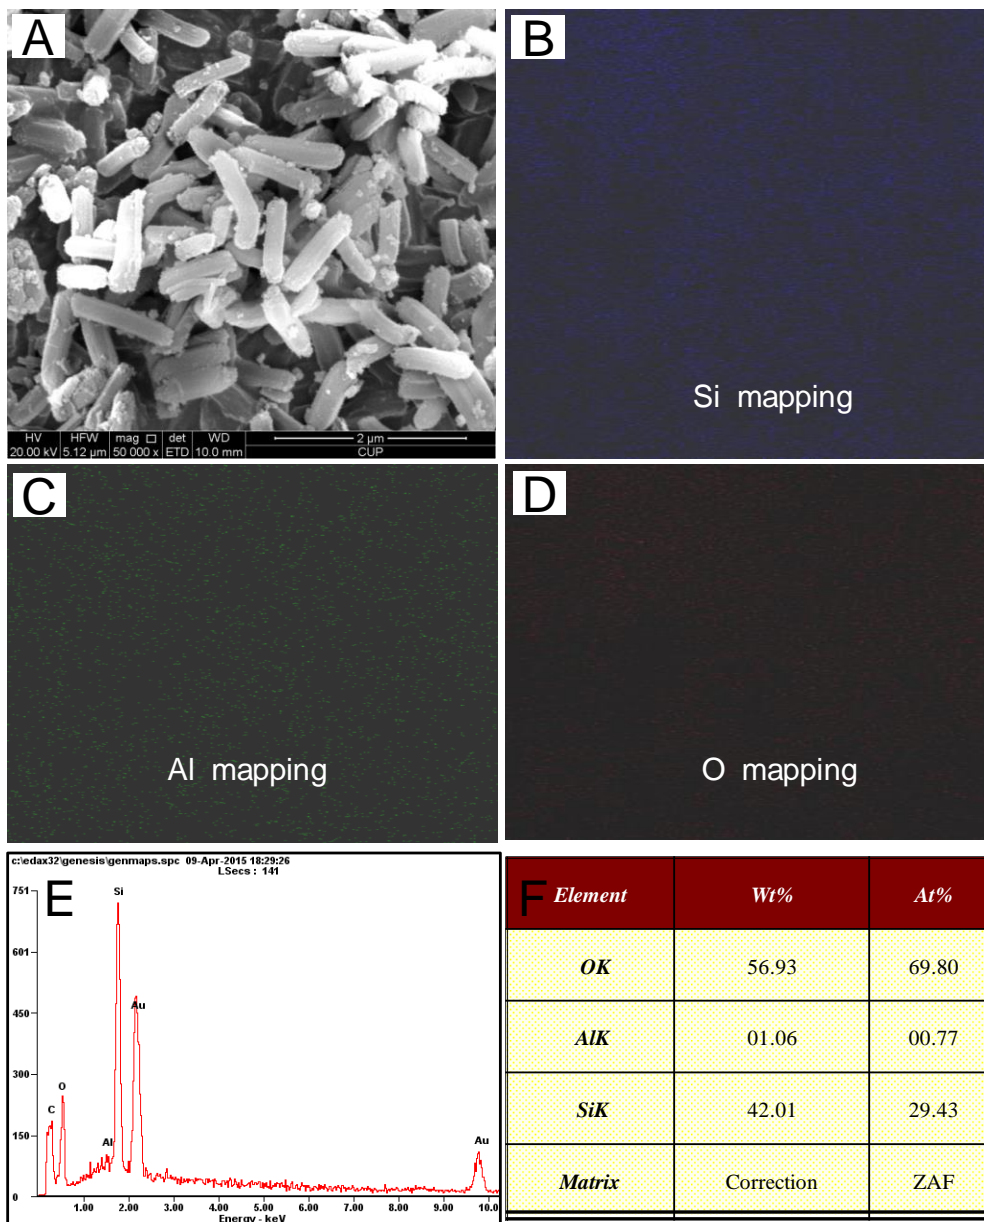 A
HV HFW mag □ det WD 2 µm
20.00 kV 5.12 µm 50 000 x ETD 10.0 mm CUP
B
Si mapping
C
Al mapping
D
O mapping
c:\edax32\genesis\genmaps.spc 09-Apr-2015 18:29:26
LSecs : 141
E
751
601
450
300
150
0
C
O
Al
Si
Au
Au
1.00 2.00 3.00 4.00 5.00 6.00 7.00 8.00 9.00 10.0
Energy - keV
F
Element Wt% At%
OK 56.93 69.80
AlK 01.06 00.77
SiK 42.01 29.43
Matrix Correction ZAF